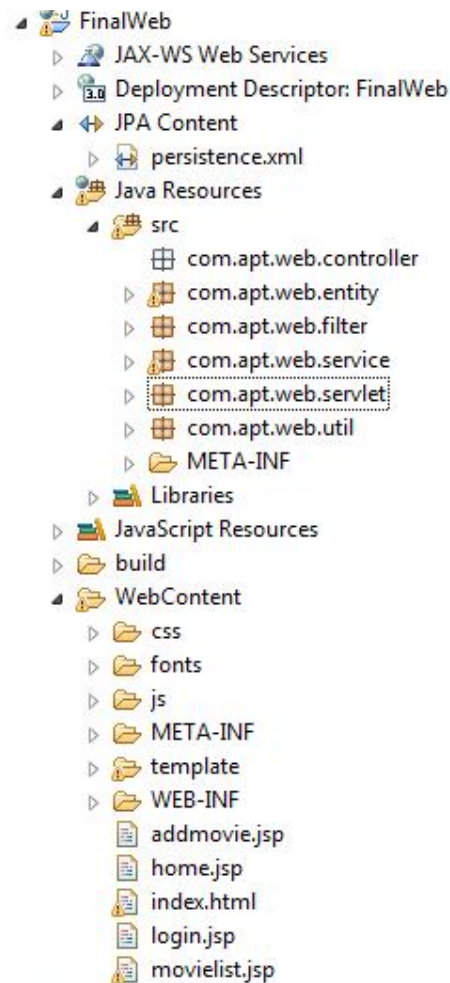 FinalWeb
JAX-WS Web Services
3.0 Deployment Descriptor: FinalWeb
JPA Content
persistence.xml
Java Resources
src
com.apt.web.controller
com.apt.web.entity
com.apt.web.filter
com.apt.web.service
com.apt.web.servlet
com.apt.web.util
META-INF
Libraries
JavaScript Resources
build
WebContent
css
fonts
js
META-INF
template
WEB-INF
addmovie.jsp
home.jsp
index.html
login.jsp
movielist.jsp